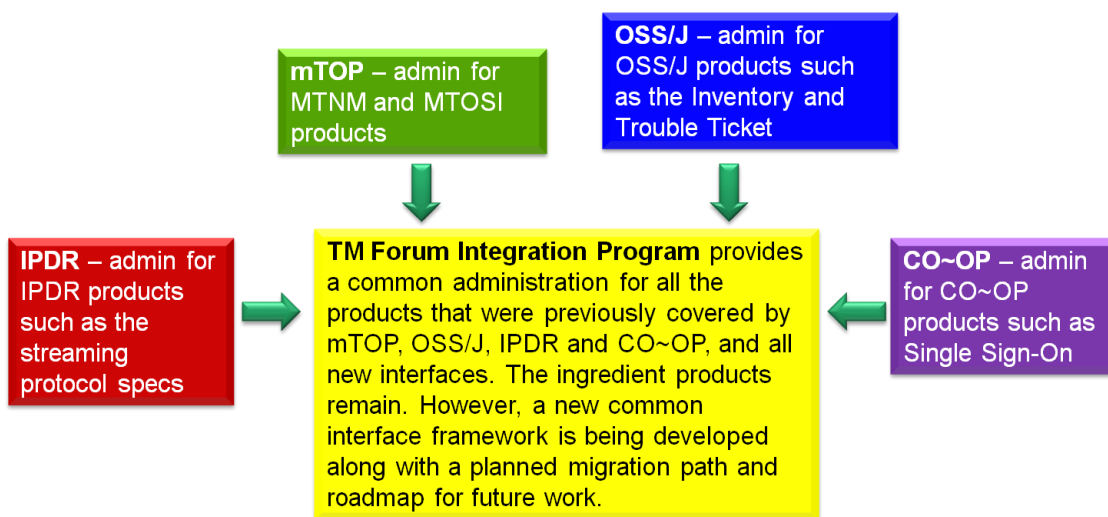 mTOP – admin for
MTNM and MTOSI
products
OSS/J – admin for
OSS/J products such
as the Inventory and
Trouble Ticket
IPDR – admin for
IPDR products
such as the
streaming
protocol specs
TM Forum Integration Program provides
a common administration for all the
products that were previously covered by
mTOP, OSS/J, IPDR and CO~OP, and all
new interfaces. The ingredient products
remain. However, a new common
interface framework is being developed
along with a planned migration path and
roadmap for future work.
CO~OP – admin
for CO~OP
products such as
Single Sign-On